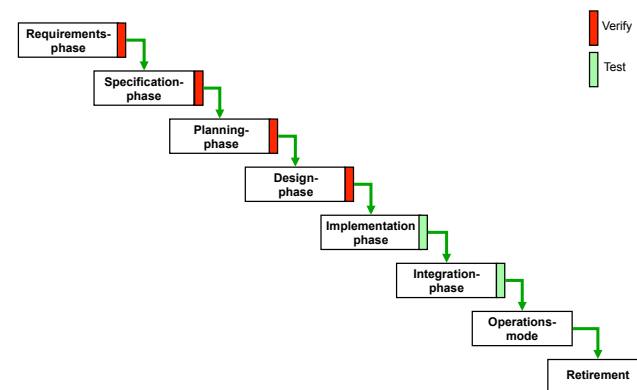 Requirements-
phase
Verify
Test
Specification-
phase
Planning-
phase
Design-
phase
Implementation
phase
Integration-
phase
Operations-
mode
Retirement